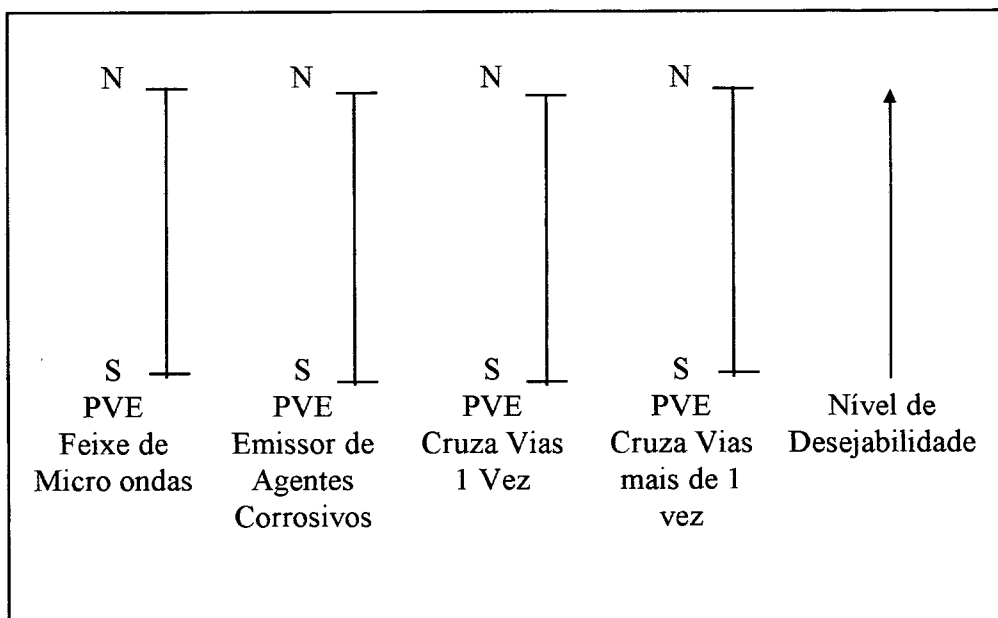 N
N
N
N
S
S
S
S
PVE
Feixe de
Micro ondas
PVE
Emissor de
Agentes
Corrosivos
PVE
Cruza Vias
1 Vez
PVE
Cruza Vias
mais de 1
vez
Nível de
Desejabilidade